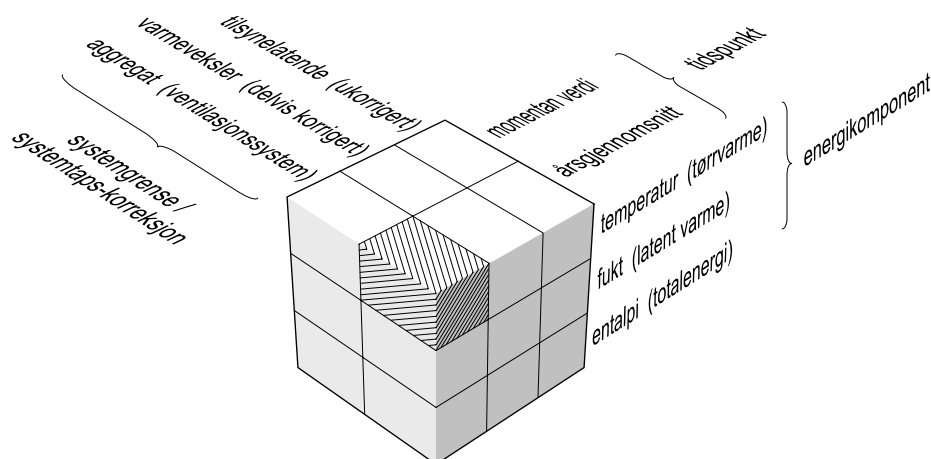 tilsynelatende (ukorrigert)
varmeveksler (delvis korrigert)
aggregat (ventilasjonssystem)
systemgrense /
systemtaps-korreksjon
momentan verdi
årsgjennomsnitt
tidspunkt
temperatur (tørrvarme)
fukt (latent varme)
entalpi (totalenergi)
energikomponent